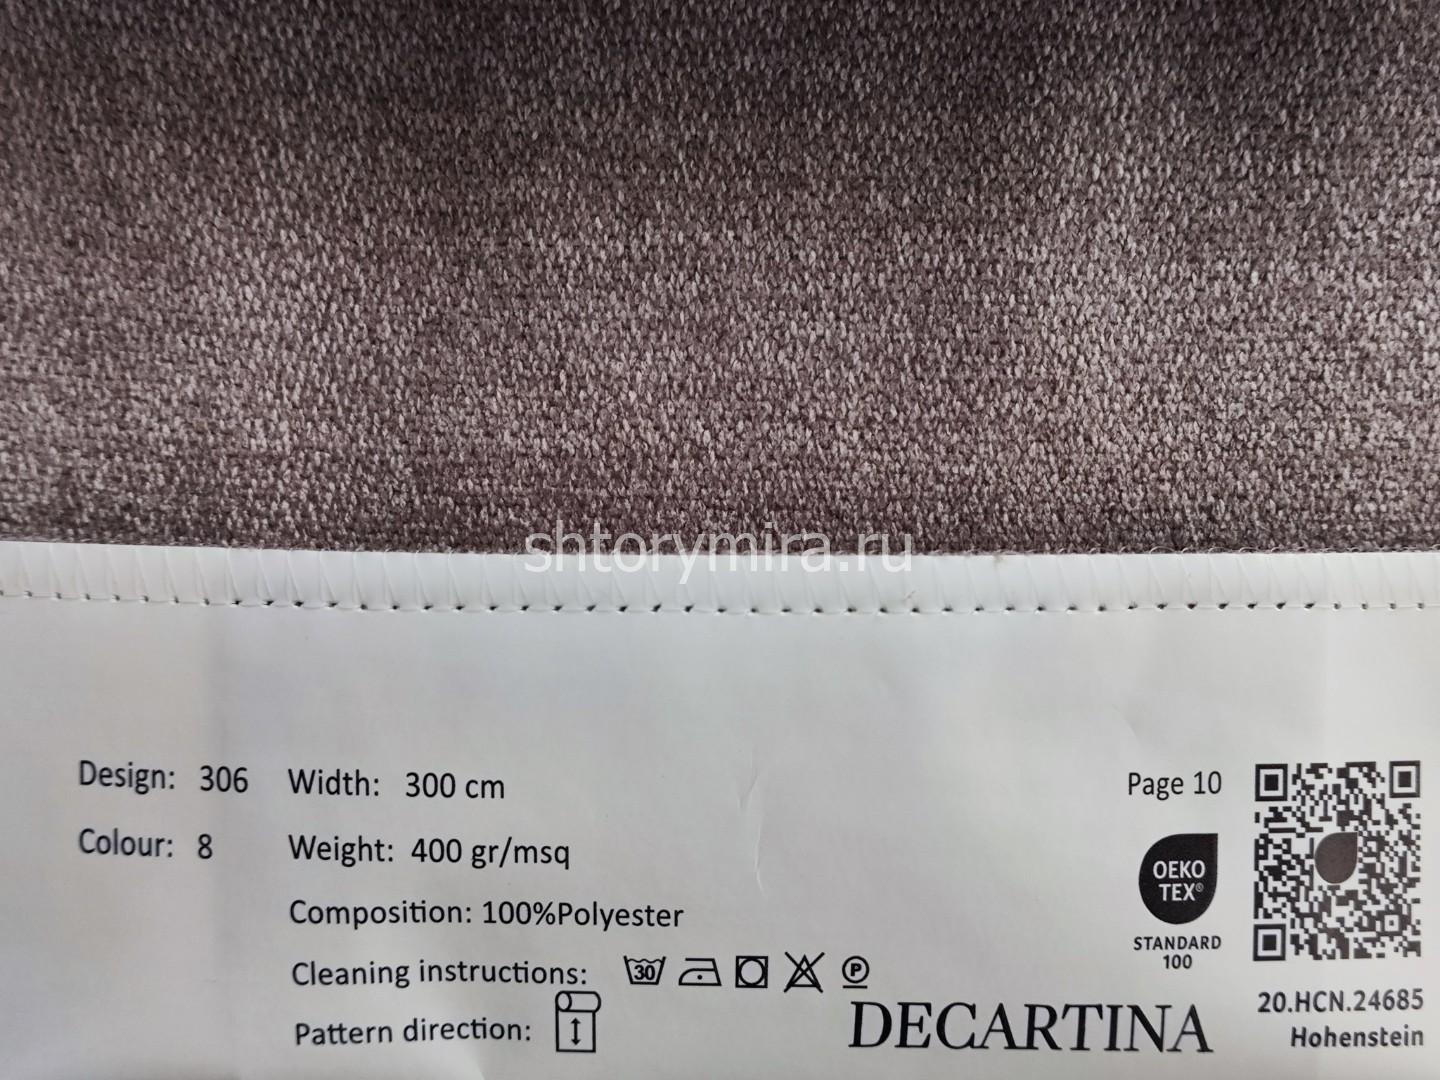 shtorymira.ru
Design: 306
Colour: 8
Width: 300 cm
Weight: 400 gr/msq
Composition: 100%Polyester
Cleaning instructions: 30 P
Pattern direction:
Page 10
OEKO
TEX®
STANDARD
100
20.HCN.24685
Hohenstein
DECARTINA